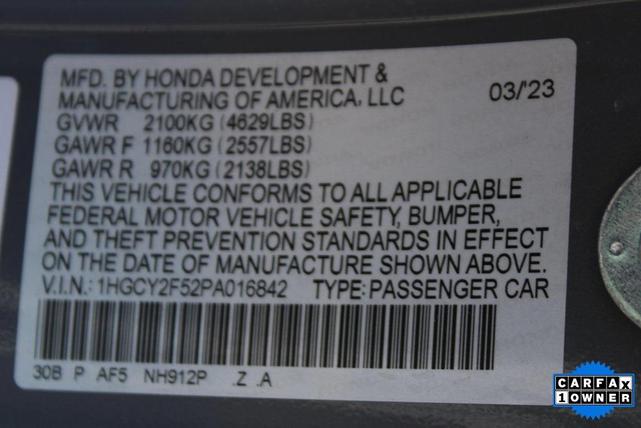 MFD. BY HONDA DEVELOPMENT &
MANUFACTURING OF AMERICA, LLC 03/'23
GVWR 2100KG (4629LBS)
GAWR F 1160KG (2557LBS)
GAWR R 970KG (2138LBS)
THIS VEHICLE CONFORMS TO ALL APPLICABLE
FEDERAL MOTOR VEHICLE SAFETY, BUMPER,
AND THEFT PREVENTION STANDARDS IN EFFECT
ON THE DATE OF MANUFACTURE SHOWN ABOVE.
V.I.N.: 1HGCY2F52PA016842 TYPE: PASSENGER CAR
30B P AF5 NH912P .Z .A
CARFAX
1 OWNER